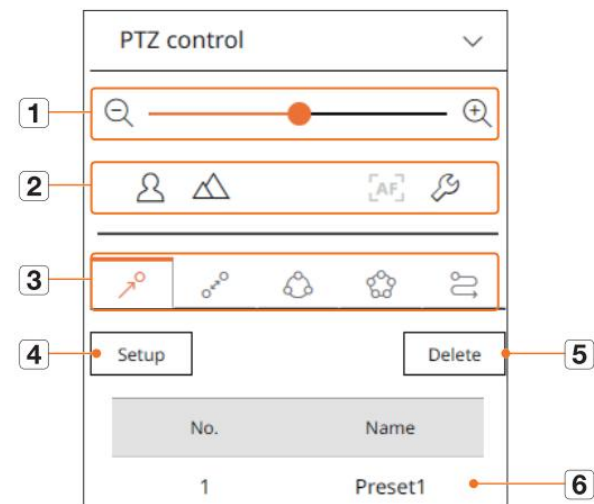 PTZ control
1
2
AF
3
4 Setup Delete 5
No. Name
1 Preset1 6